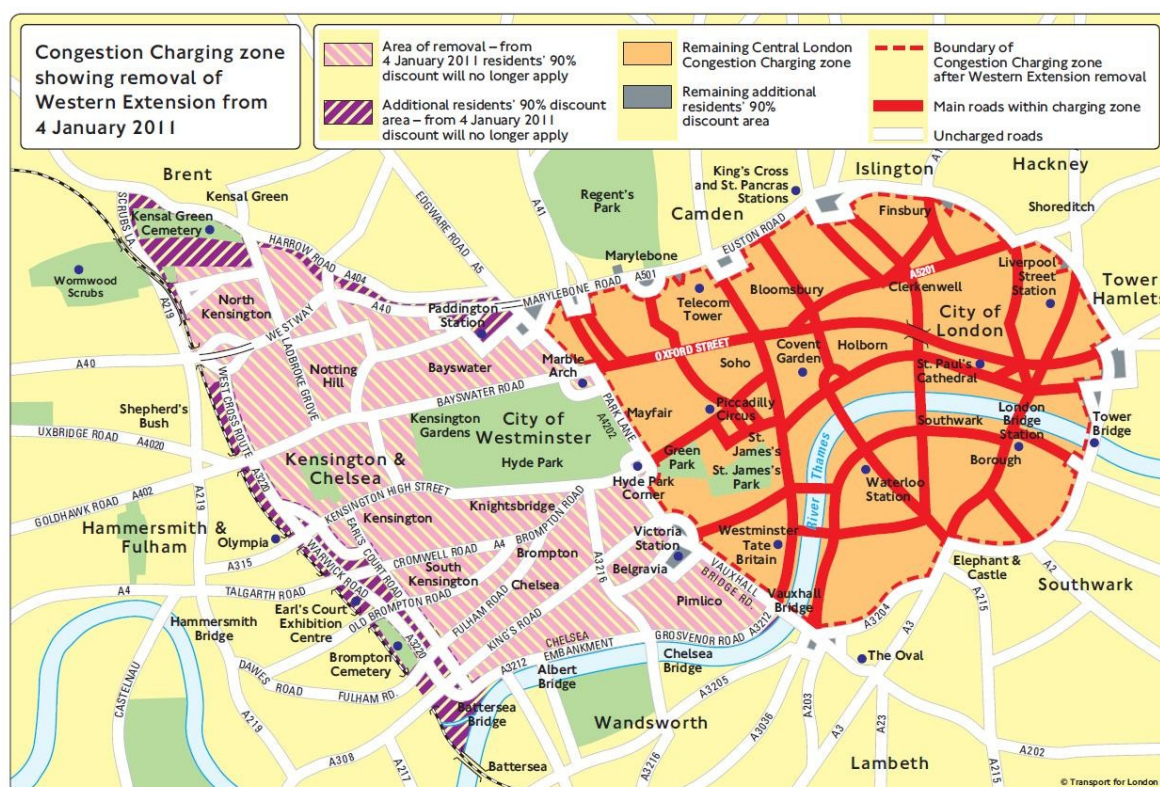 Congestion Charging zone
showing removal of
Western Extension from
4 January 2011
Area of removal – from
4 January 2011 residents' 90%
discount will no longer apply
Additional residents' 90% discount
area – from 4 January 2011
discount will no longer apply
Remaining Central London
Congestion Charging zone
Remaining additional
residents' 90%
discount area
Boundary of
Congestion Charging zone
after Western Extension removal
Main roads within charging zone
Uncharged roads
Brent
Kensal Green
SCRUBS LA.
Kensal Green
Cemetery
HARROW ROAD
A404
EDGWARE ROAD
A5
A41
Regent's
Park
Camden
King's Cross
and St. Pancras
Stations
Islington
Hackney
Shoreditch
Finsbury
EUSTON ROAD
Marylebone
MARYLEBONE ROAD
A501
Wormwood
Scrubs
A219
North
Kensington
WESTWAY
A40
Paddington
Station
Telecom
Tower
Bloomsbury
A5201
Clerkenwell
Liverpool
Street
Station
Tower
Hamlets
City of
London
A40
WEST CROSS ROUTE
LADBROKE GROVE
Notting
Hill
Bayswater
BAYSWATER ROAD
Marble
Arch
OXFORD STREET
Soho
Covent
Garden
Holborn
St. Paul's
Cathedral
Shepherd's
Bush
UXBRIDGE ROAD
A4020
Kensington
Gardens
City of
Westminster
Hyde Park
PARK LANE
A4202
Mayfair
Piccadilly
Circus
Southwark
London
Bridge
Station
Tower
Bridge
Borough
GOLDHAWK ROAD
A402
A219
A3220
Kensington &
Chelsea
KENSINGTON HIGH STREET
Green
Park
St.
James's
St. James's
Park
River Thames
Waterloo
Station
Hyde Park
Corner
Hammersmith &
Fulham
Olympia
Kensington
Knightsbridge
BROMPTON ROAD
EARL'S COURT ROAD
CROMWELL ROAD
A4
Brompton
Victoria
Station
Westminster
Tate
Britain
Elephant &
Castle
A2
Southwark
A315
A4
TALGARTH ROAD
WARWICK ROAD
South
Kensington
Chelsea
A3216
Belgravia
VAUXHALL
BRIDGE RD.
Vauxhall
Bridge
A215
Hammersmith
Bridge
Earl's Court
Exhibition
Centre
OLD BROMPTON ROAD
FULHAM ROAD
KING'S ROAD
Pimlico
A3204
A3
CASTELNAU
DAWES ROAD
FULHAM RD.
Brompton
Cemetery
A3220
A3212
CHELSEA
EMBANKMENT
GROSVENOR ROAD
A3212
Albert
Bridge
Chelsea
Bridge
The Oval
A219
Battersea
Bridge
A3205
Wandsworth
A3036
A203
A3
A23
A202
A215
A308
A217
Battersea
A3216
Lambeth
© Transport for London